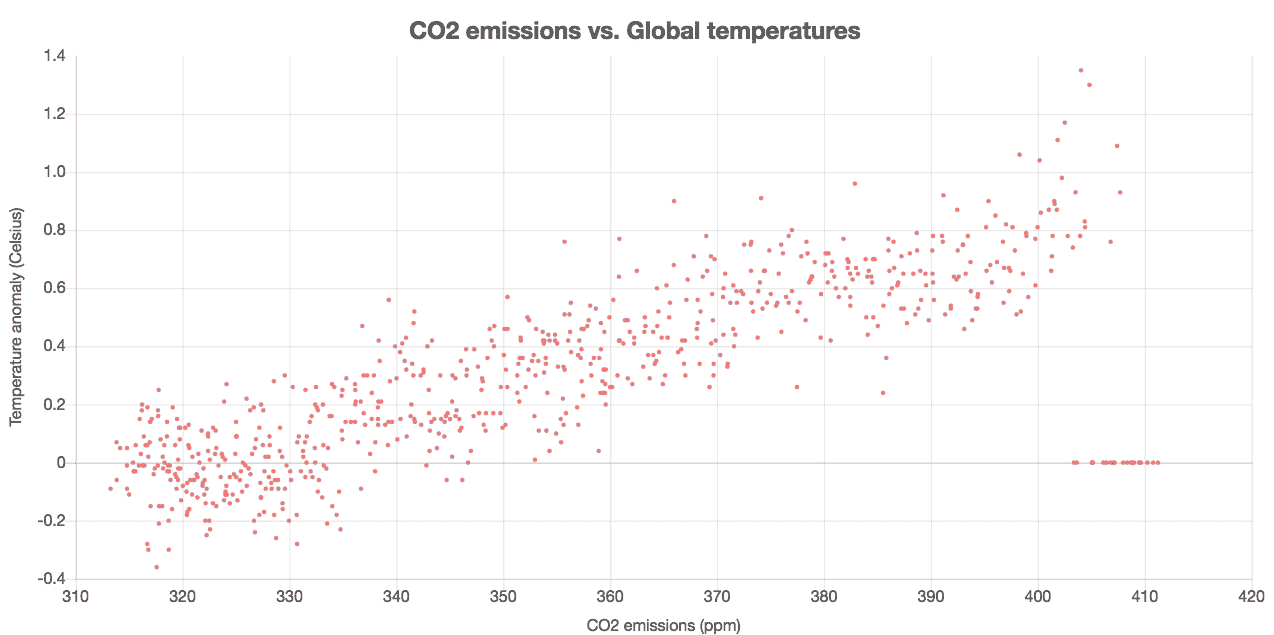 CO2 emissions vs. Global temperatures
1.4
1.2
1.0
0.8
0.6
0.4
0.2
0
-0.2
-0.4
Temperature anomaly (Celsius)
310 320 330 340 350 360 370 380 390 400 410 420
CO2 emissions (ppm)